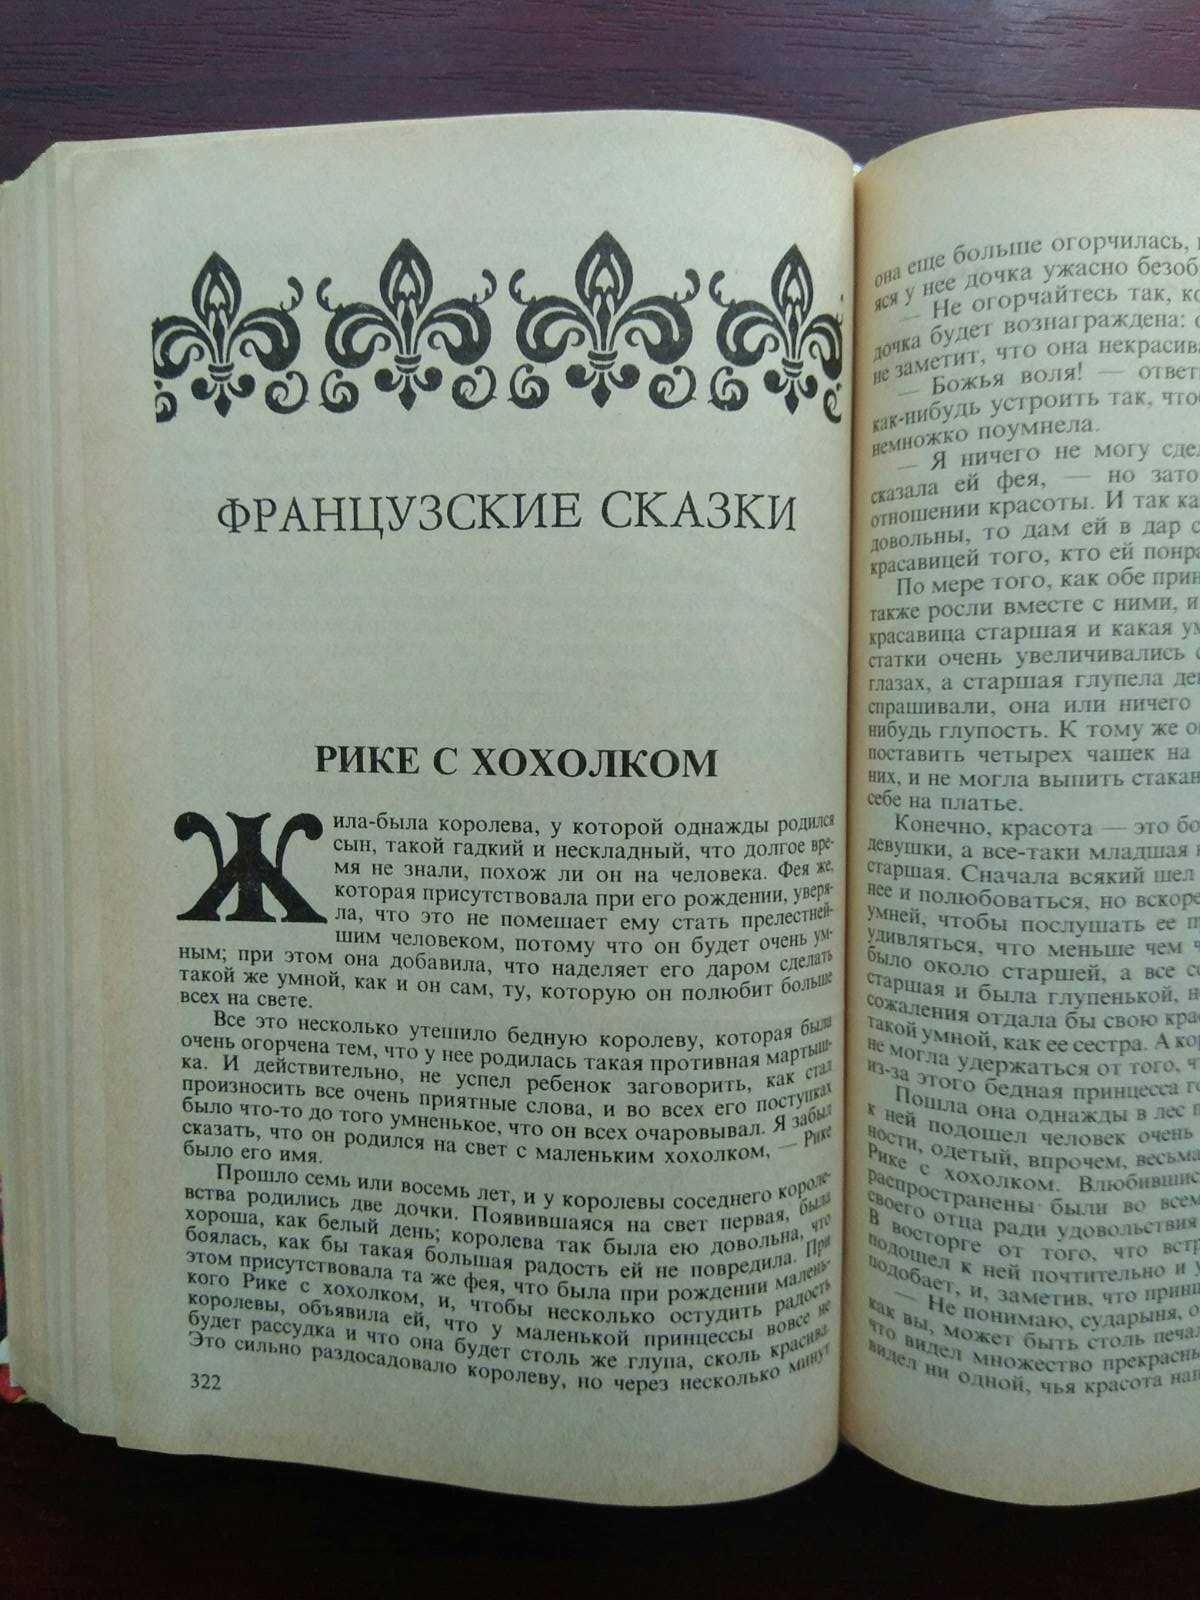 ФРАНЦУЗСКИЕ СКАЗКИ
РИКЕ С ХОХОЛКОМ
Жила-была королева, у которой однажды родился
сын, такой гадкий и нескладный, что долгое вре-
мя не знали, похож ли он на человека. Фея же,
которая присутствовала при его рождении, уверя-
ла, что это не помешает ему стать прелестней-
шим человеком, потому что он будет очень ум-
ным; при этом она добавила, что наделяет его даром сделать
такой же умной, как и он сам, ту, которую он полюбит больше
всех на свете.
Все это несколько утешило бедную королеву, которая была
очень огорчена тем, что у нее родилась такая противная мартыш-
ка. И действительно, не успел ребенок заговорить, как стал
произносить все очень приятные слова, и во всех его поступках
было что-то до того умненькое, что он всех очаровывал. Я забыл
сказать, что он родился на свет с маленьким хохолком, — Рике
было его имя.
Прошло семь или восемь лет, и у королевы соседнего короле-
вства родились две дочки. Появившаяся на свет первая, была
хороша, как белый день; королева так была ею довольна, что
боялась, как бы такая большая радость ей не повредила. При
этом присутствовала та же фея, что была при рождении малень-
кого Рике с хохолком, и, чтобы несколько остудить радость
королевы, объявила ей, что у маленькой принцессы вовсе не
будет рассудка и что она будет столь же глупа, сколь красива.
Это сильно раздосадовало королеву, но через несколько минут
322
она еще больше огорчилась,
яся у нее дочка ужасно безоб
— Не огорчайтесь так, ко
дочка будет вознаграждена:
не заметит, что она некрасива
— Божья воля! — ответ
как-нибудь устроить так, чтоб
немножко поумнела.
— Я ничего не могу сдел
сказала ей фея, — но зато
отношении красоты. И так ка
довольны, то дам ей в дар с
красавицей того, кто ей понра
По мере того, как обе прин
также росли вместе с ними, и
красавица старшая и какая ум
статки очень увеличивались с
глазах, а старшая глупела ден
спрашивали, она или ничего
нибудь глупость. К тому же о
поставить четырех чашек на
них, и не могла выпить стакан
себе на платье.
Конечно, красота — это бо
девушки, а все-таки младшая
старшая. Сначала всякий шел
нее и полюбоваться, но вскоре
умней, чтобы послушать ее п
удивляться, что меньше чем ч
было около старшей, а все со
старшая и была глупенькой, н
сожаления отдала бы свою крас
такой умной, как ее сестра. А кор
не могла удержаться от того, ч
из-за этого бедная принцесса г
Пошла она однажды в лес п
к ней подошел человек очень
ности, одетый, впрочем, весьма
Рике с хохолком. Влюбившис
распространены были во всем
своего отца ради удовольствия
В восторге от того, что встр
подошел к ней почтительно и у
подобает, и, заметив, что принц
— Не понимаю, сударыня, о
как вы, может быть столь печал
что видел множество прекрасны
видел ни одной, чья красота нап